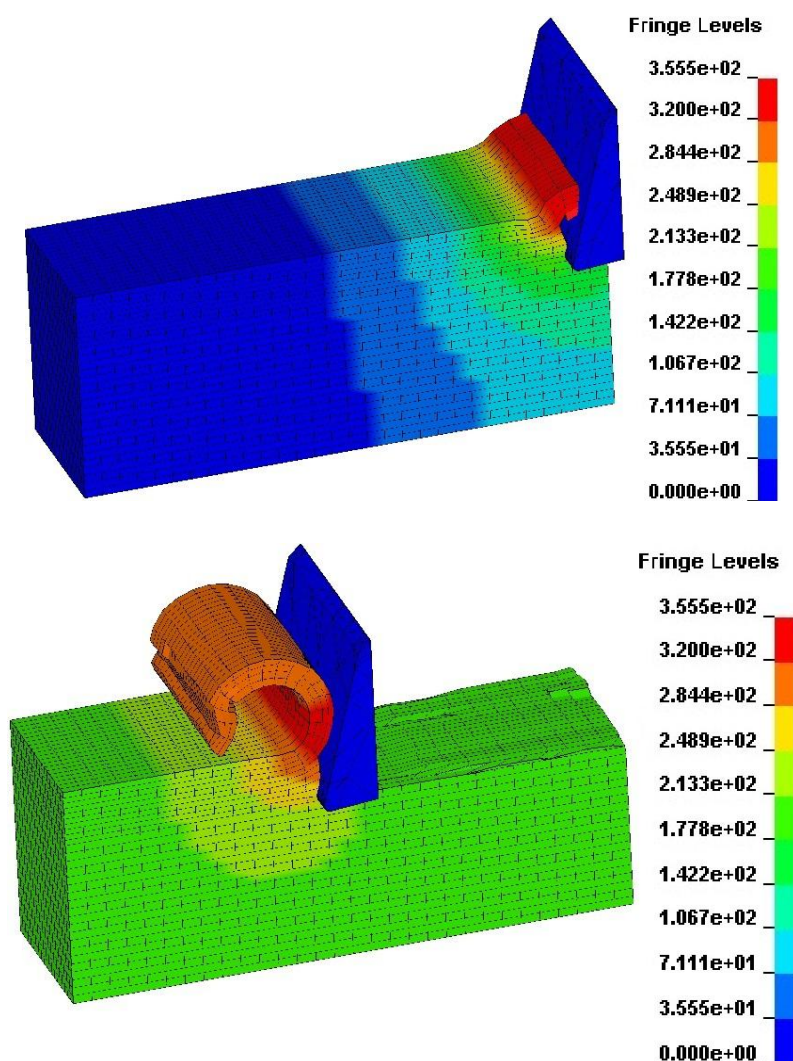 Fringe Levels
3.555e+02
3.200e+02
2.844e+02
2.489e+02
2.133e+02
1.778e+02
1.422e+02
1.067e+02
7.111e+01
3.555e+01
0.000e+00
Fringe Levels
3.555e+02
3.200e+02
2.844e+02
2.489e+02
2.133e+02
1.778e+02
1.422e+02
1.067e+02
7.111e+01
3.555e+01
0.000e+00